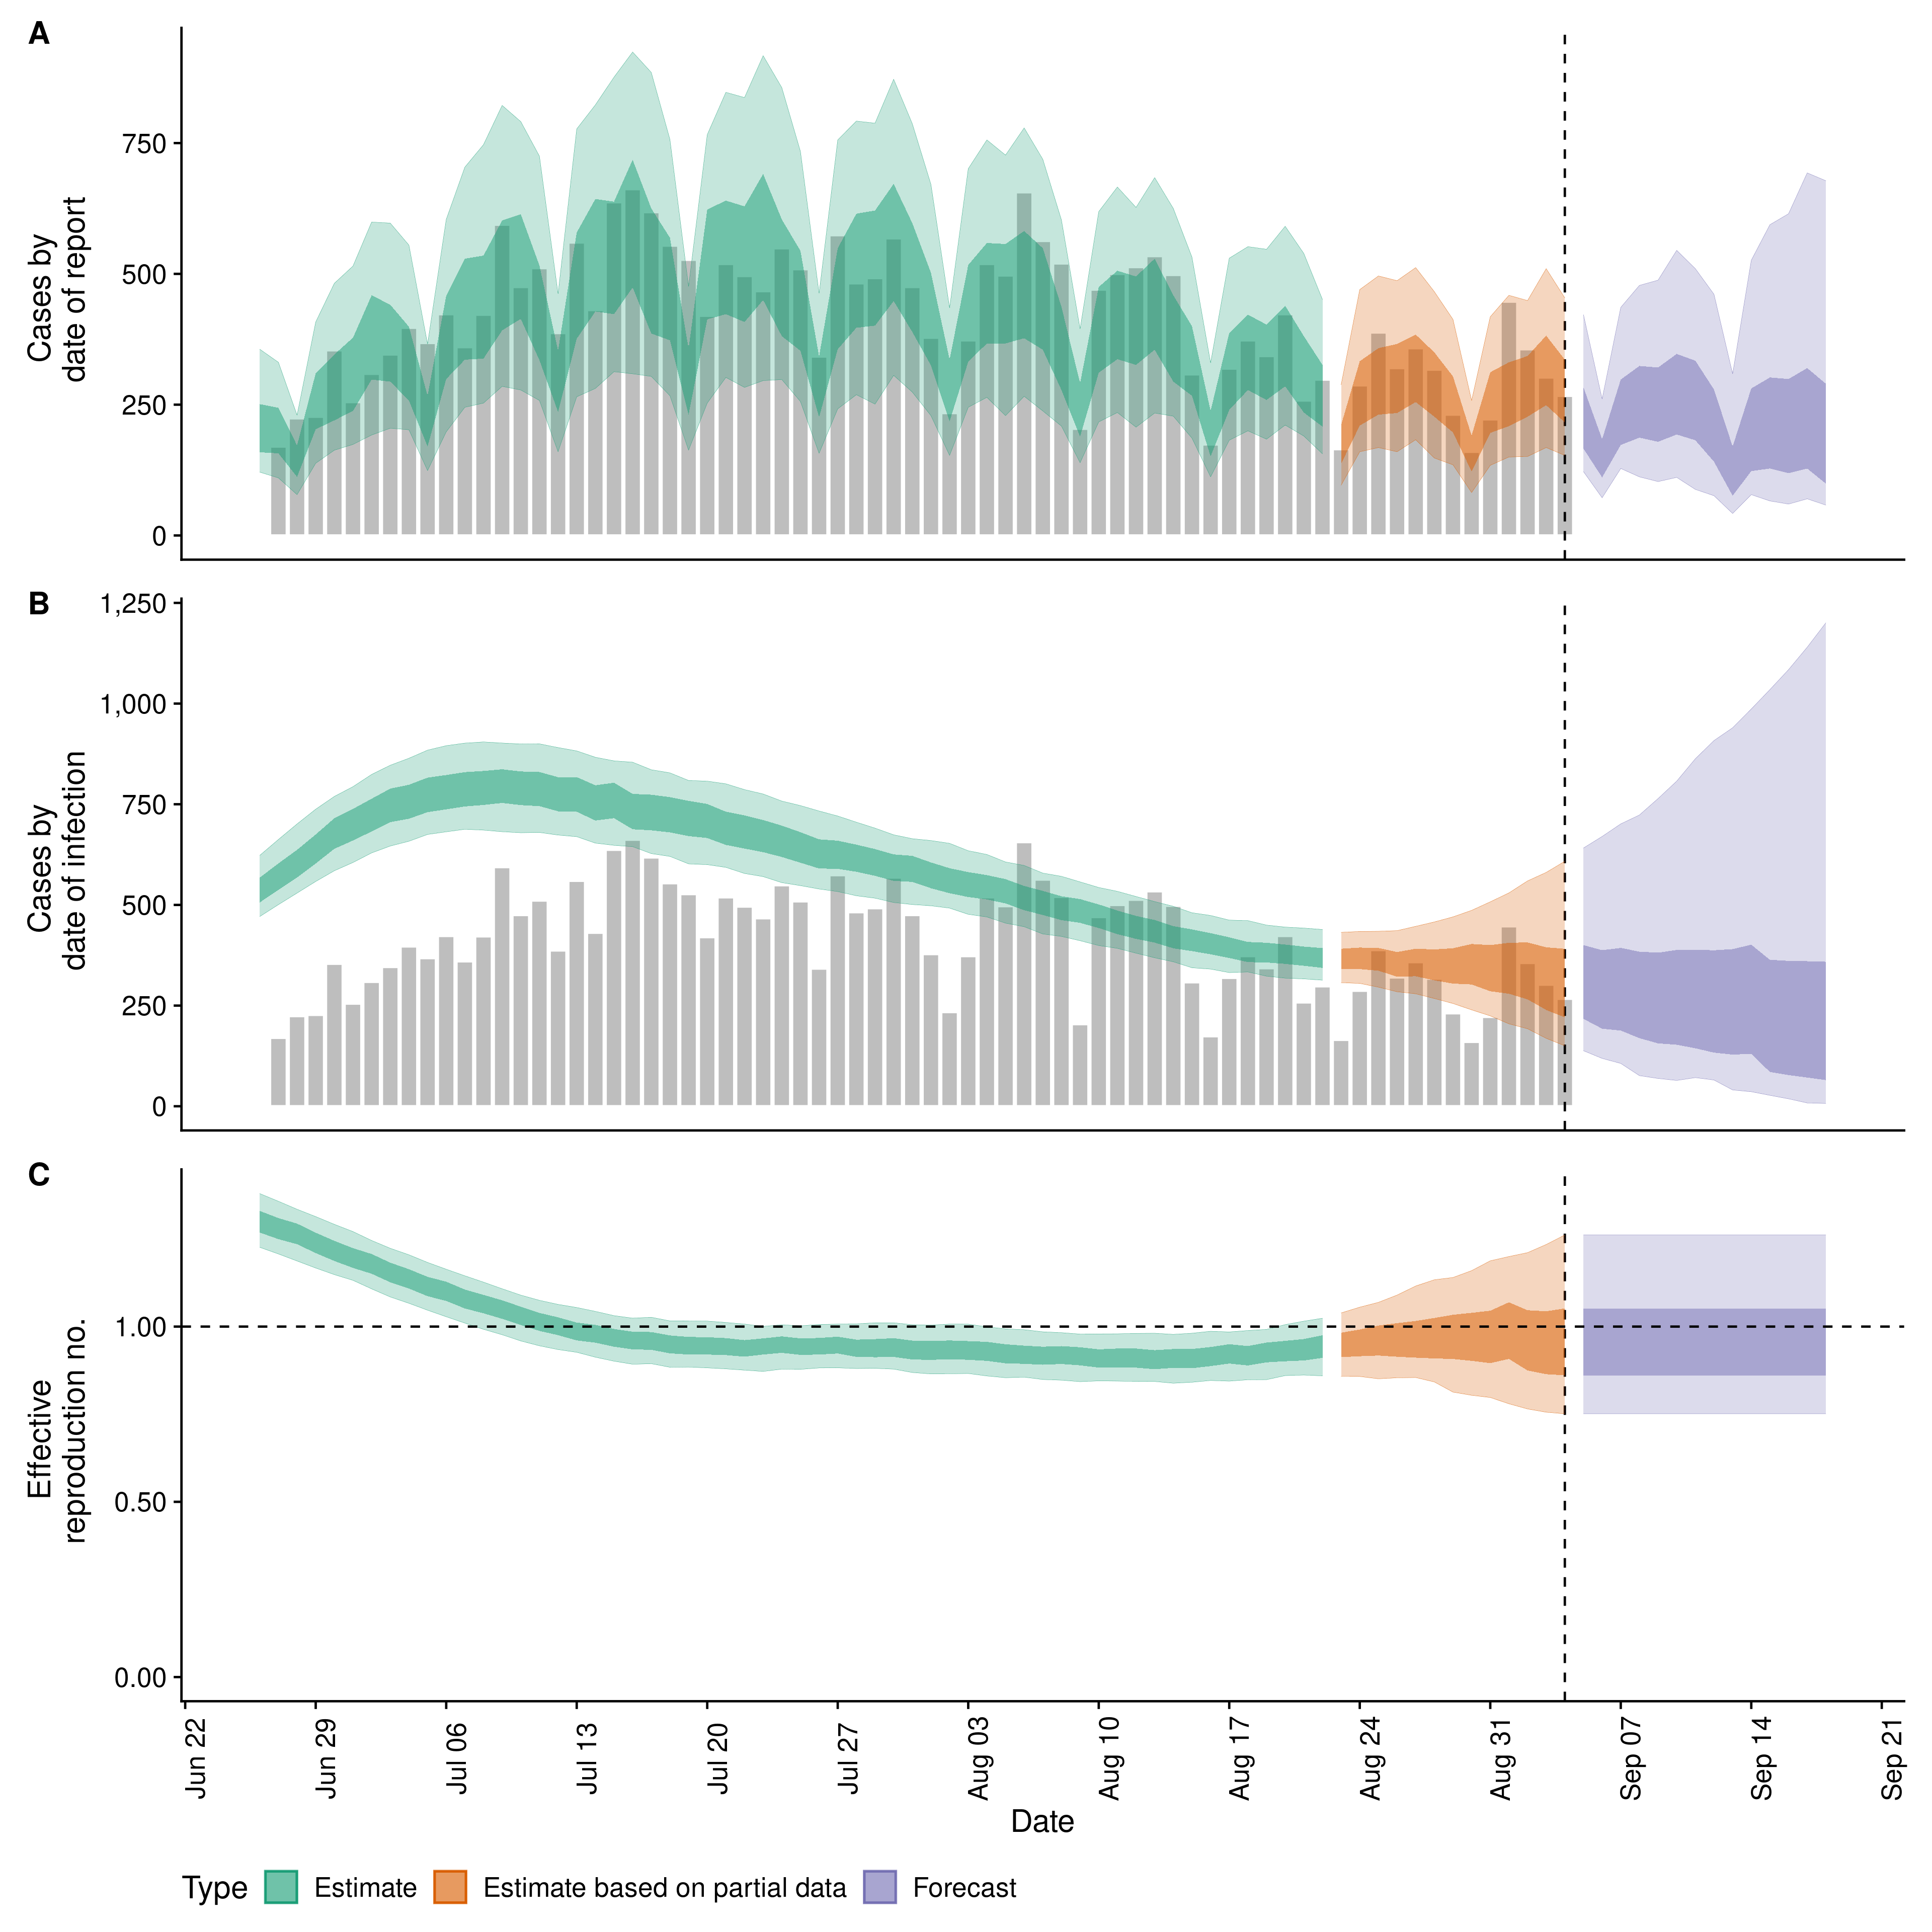 A
Cases by
date of report
750
500
250
0
B
Cases by
date of infection
1,250
1,000
750
500
250
0
C
Effective
reproduction no.
1.00
0.50
0.00
Jun 22
Jun 29
Jul 06
Jul 13
Jul 20
Jul 27
Aug 03
Aug 10
Aug 17
Aug 24
Aug 31
Sep 07
Sep 14
Sep 21
Date
Type Estimate Estimate based on partial data Forecast